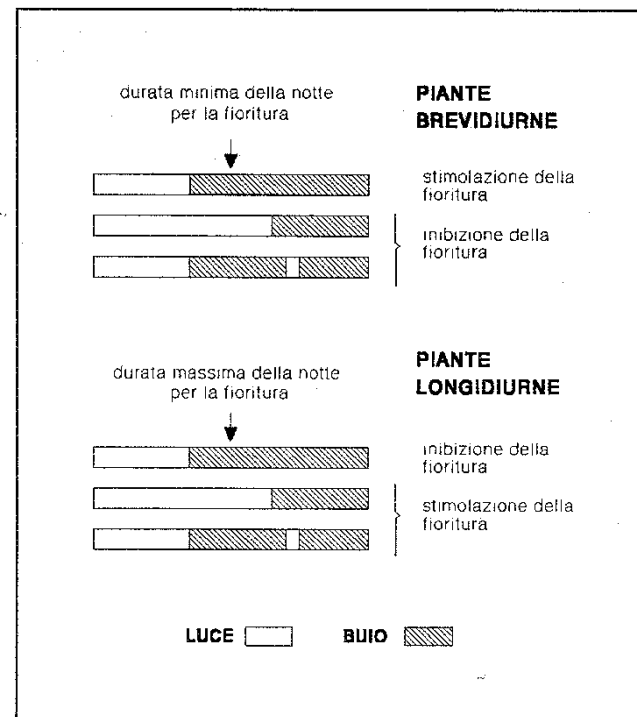 durata minima della notte
per la fioritura
PIANTE
BREVIDIURNE
stimolazione della
fioritura
inibizione della
fioritura
durata massima della notte
per la fioritura
PIANTE
LONGIDIURNE
inibizione della
fioritura
stimolazione della
fioritura
LUCE
BUIO